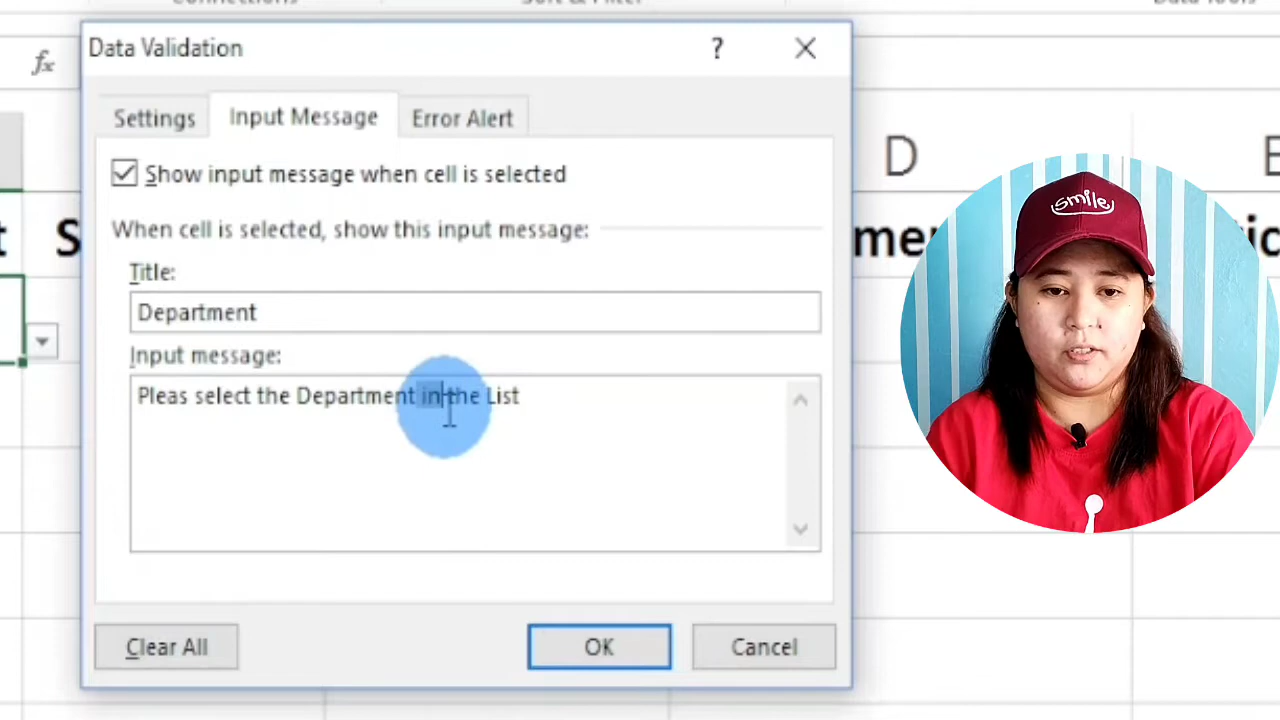 Data Validation ?
fx
Settings Input Message Error Alert
Show input message when cell is selected
D
smile
When cell is selected, show this input message:
Title:
Department
Input message:
Pleas select the Department in the List
Clear All OK Cancel